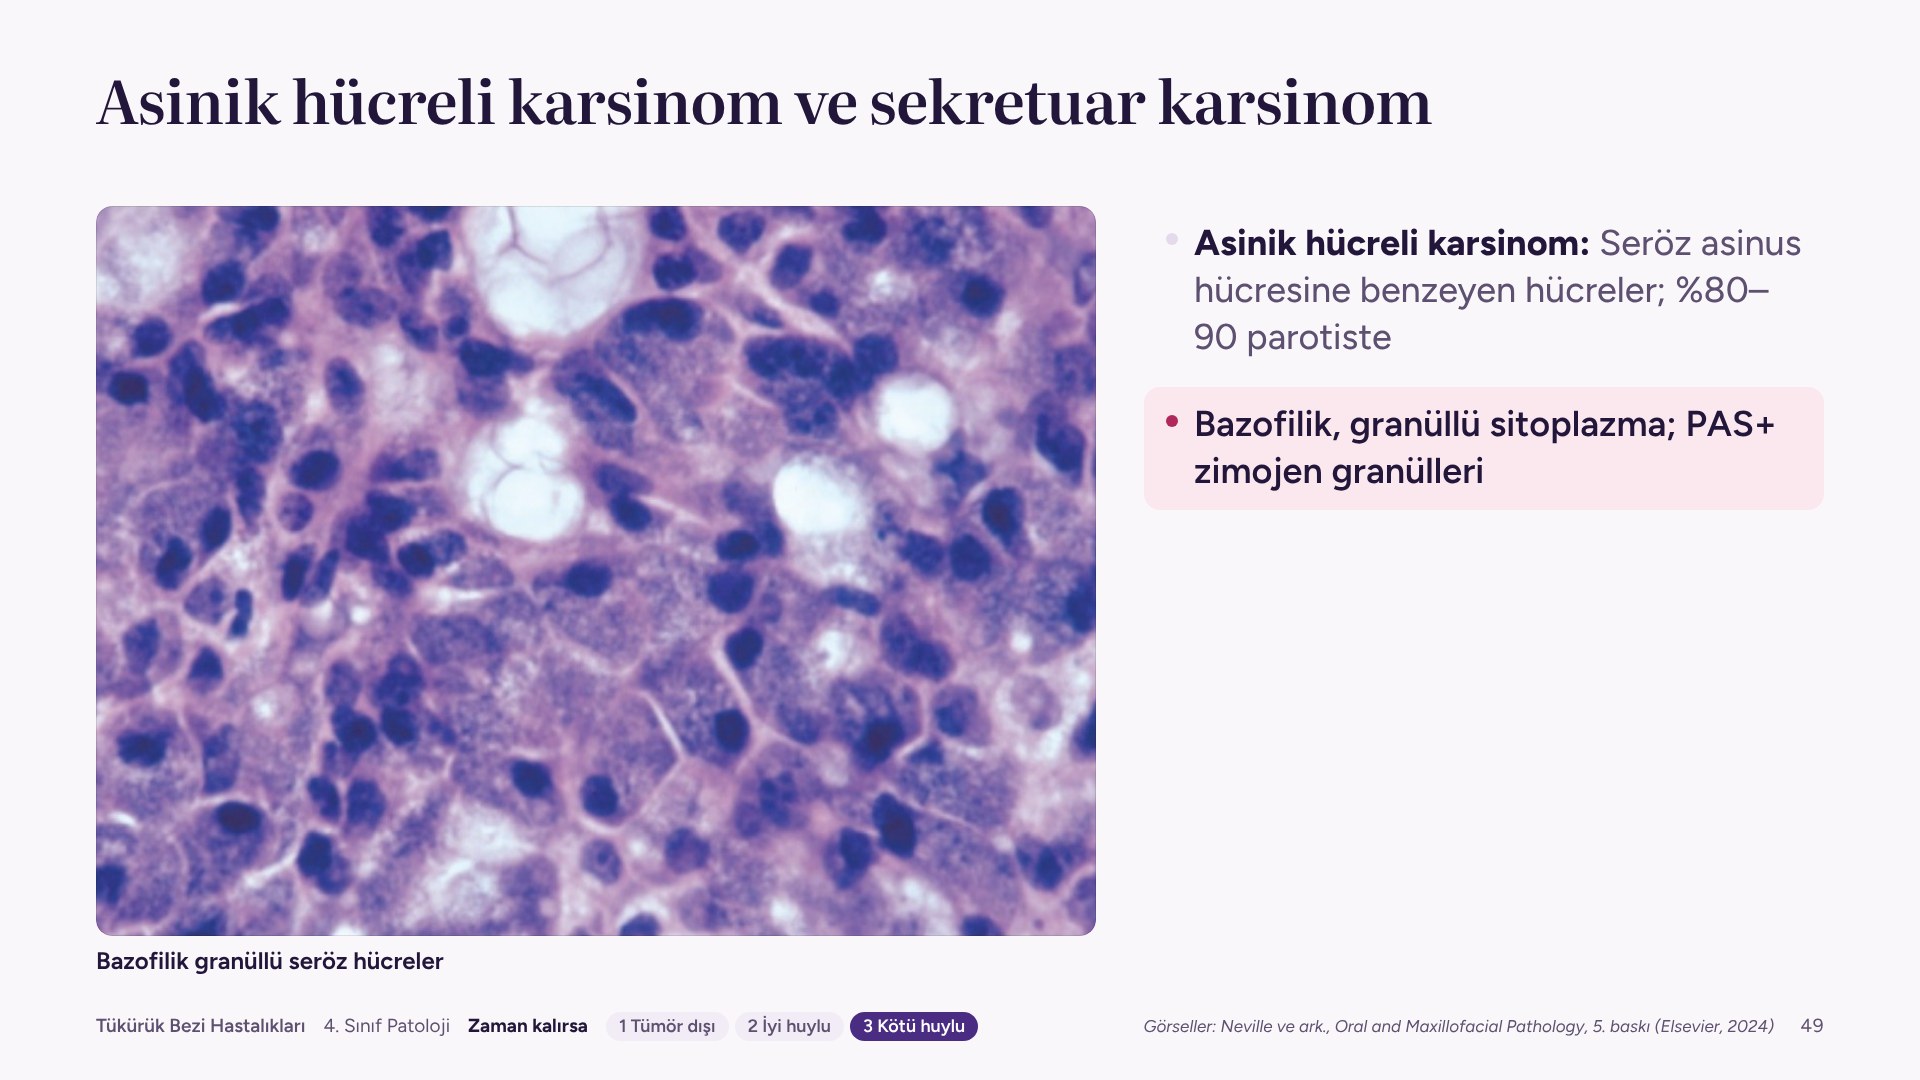 Asinik hücreli karsinom ve sekretuar karsinom
Asinik hücreli karsinom: Seröz asinus
hücresine benzeyen hücreler; %80–
90 parotiste
Bazofilik, granüllü sitoplazma; PAS+
zimojen granülleri
Bazofilik granüllü seröz hücreler
Tükürük Bezi Hastalıkları 4. Sınıf Patoloji Zaman kalırsa 1 Tümör dışı 2 İyi huylu 3 Kötü huylu
Görseller: Neville ve ark., Oral and Maxillofacial Pathology, 5. baskı (Elsevier, 2024) 49